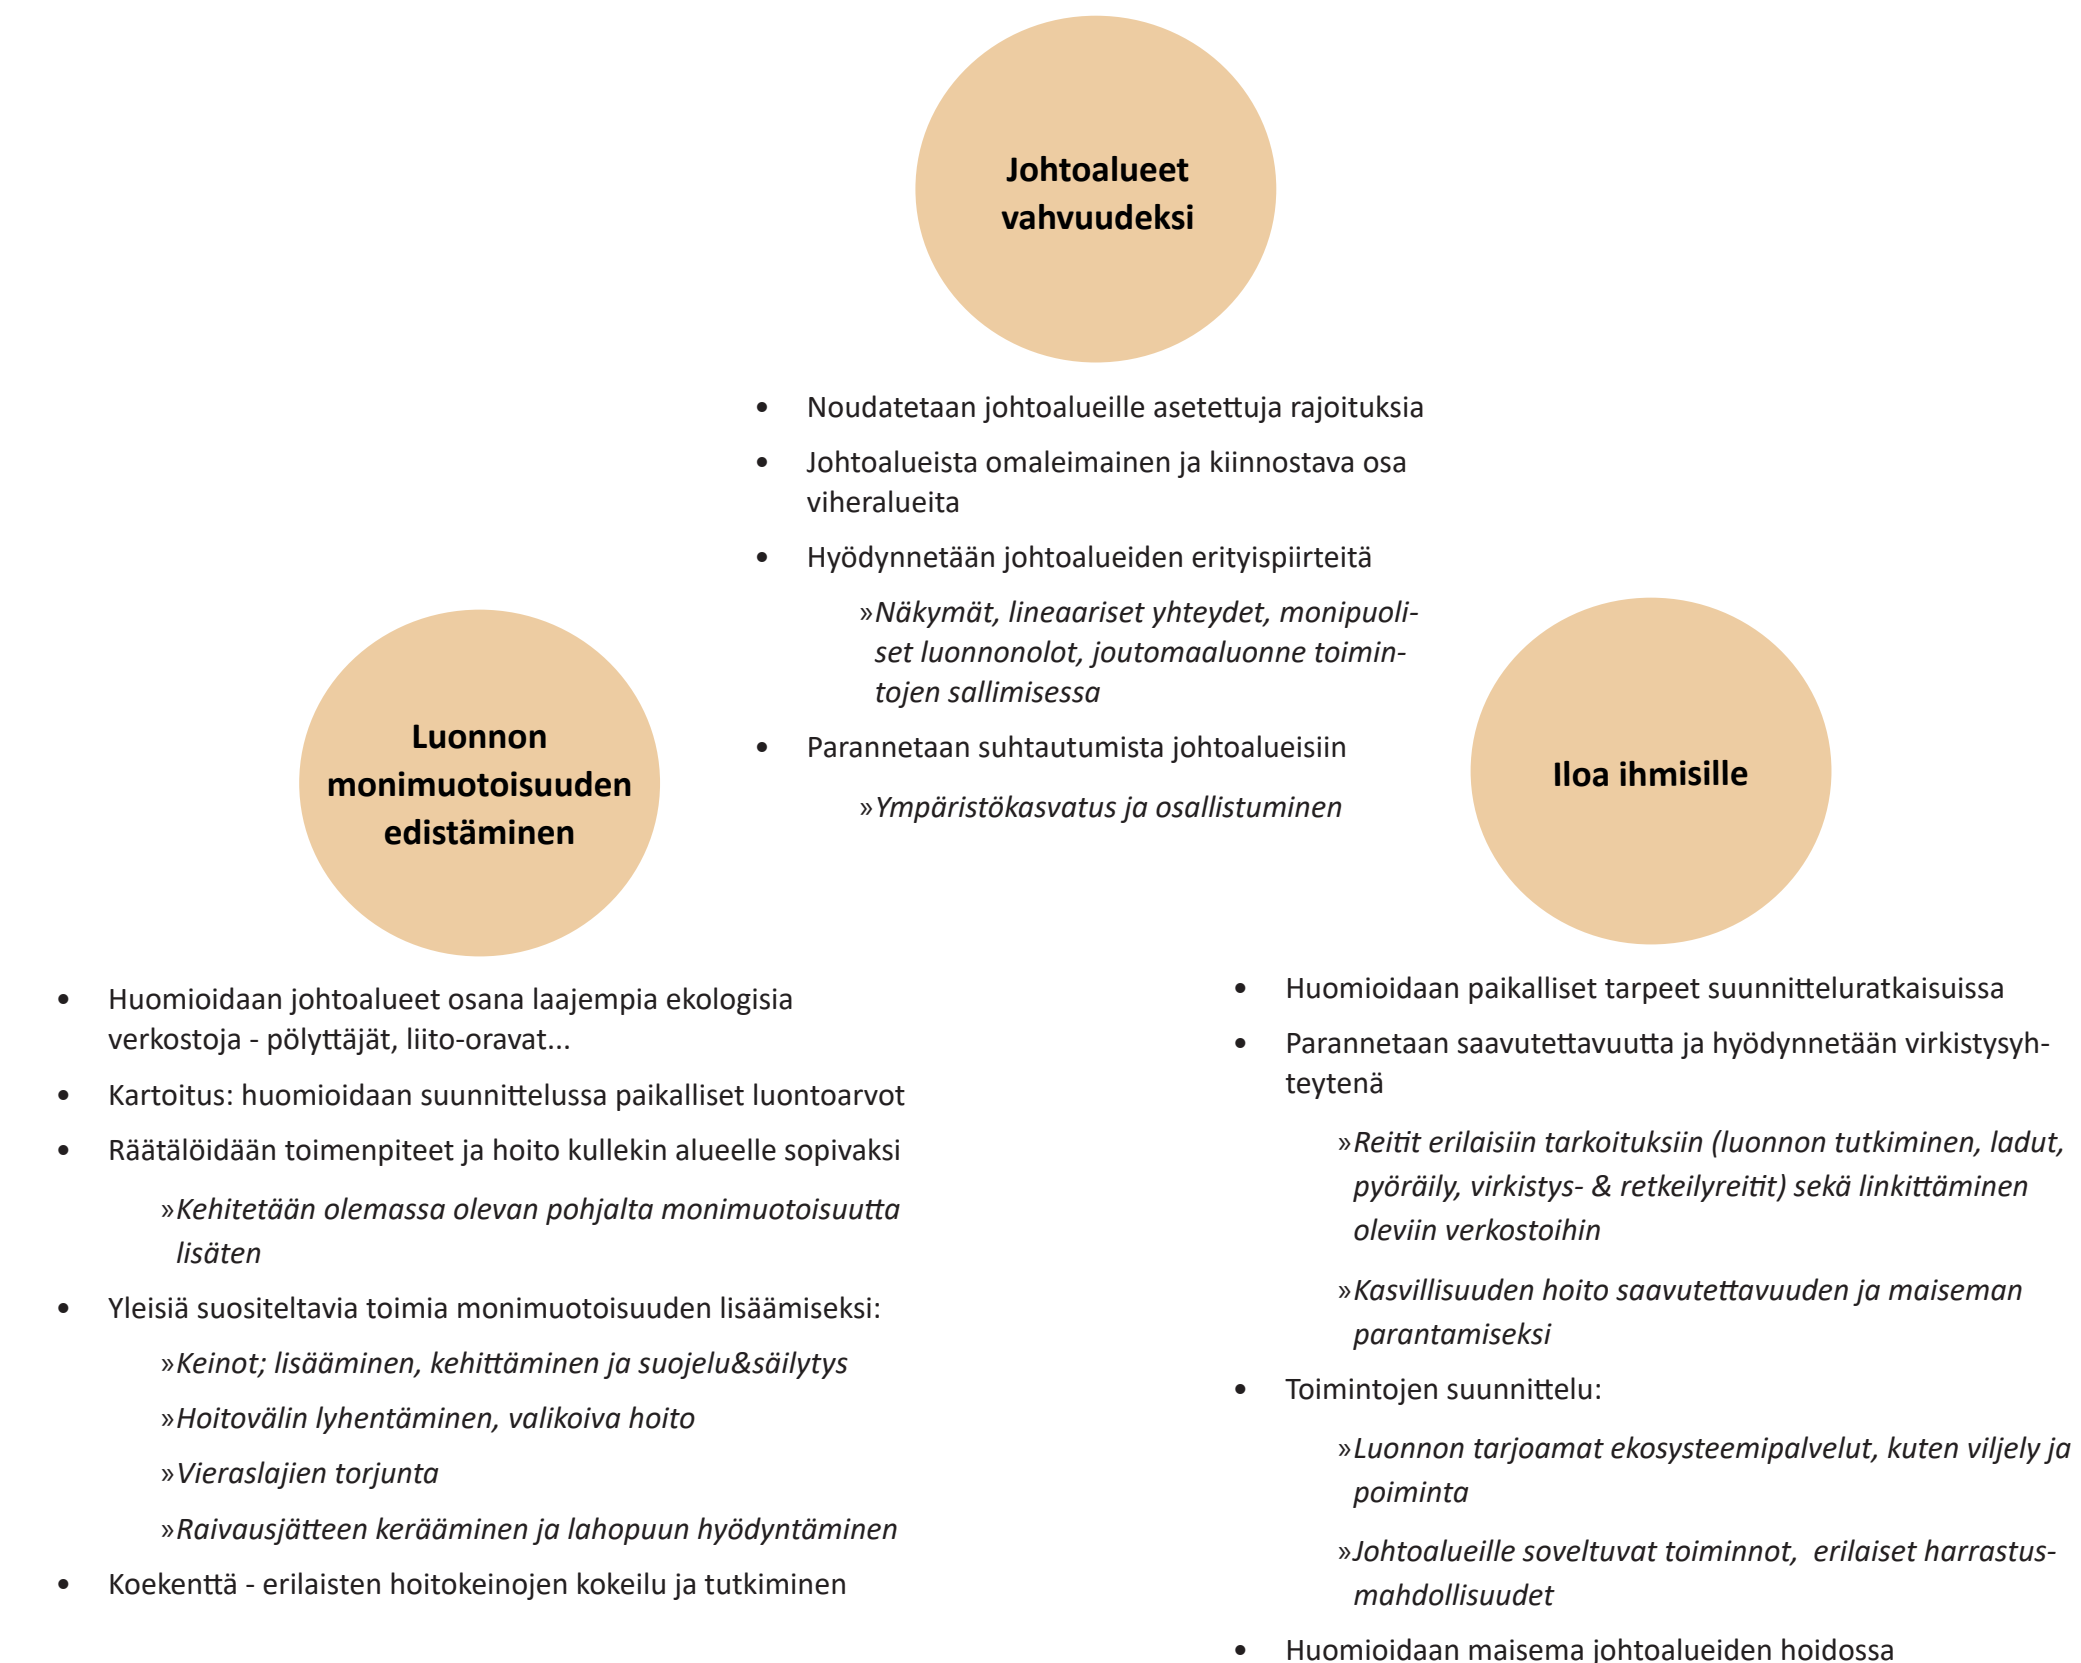 Johtoalueet
vahvuudeksi
• Noudatetaan johtoalueille asetettuja rajoituksia
• Johtoalueista omaleimainen ja kiinnostava osa
viheralueita
• Hyödynnetään johtoalueiden erityispiirteitä
»Näkymät, lineaariset yhteydet, monipuoli-
set luonnonolot, joutomaaluonne toimin-
tojen sallimisessa
• Parannetaan suhtautumista johtoalueisiin
»Ympäristökasvatus ja osallistuminen
Luonnon
monimuotoisuuden
edistäminen
• Huomioidaan johtoalueet osana laajempia ekologisia
verkostoja - pölyttäjät, liito-oravat...
• Kartoitus: huomioidaan suunnittelussa paikalliset luontoarvot
• Räätälöidään toimenpiteet ja hoito kullekin alueelle sopivaksi
»Kehitetään olemassa olevan pohjalta monimuotoisuutta
lisäten
• Yleisiä suositeltavia toimia monimuotoisuuden lisäämiseksi:
»Keinot; lisääminen, kehittäminen ja suojelu&säilytys
»Hoitovälin lyhentäminen, valikoiva hoito
»Vieraslajien torjunta
»Raivausjätteen kerääminen ja lahopuun hyödyntäminen
• Koekenttä - erilaisten hoitokeinojen kokeilu ja tutkiminen
Iloa ihmisille
• Huomioidaan paikalliset tarpeet suunnitteluratkaisuissa
• Parannetaan saavutettavuutta ja hyödynnetään virkistysyh-
teytenä
»Reitit erilaisiin tarkoituksiin (luonnon tutkiminen, ladut,
pyöräily, virkistys- & retkeilyreitit) sekä linkittäminen
oleviin verkostoihin
»Kasvillisuuden hoito saavutettavuuden ja maiseman
parantamiseksi
• Toimintojen suunnittelu:
»Luonnon tarjoamat ekosysteemipalvelut, kuten viljely ja
poiminta
»Johtoalueille soveltuvat toiminnot, erilaiset harrastus-
mahdollisuudet
• Huomioidaan maisema johtoalueiden hoidossa